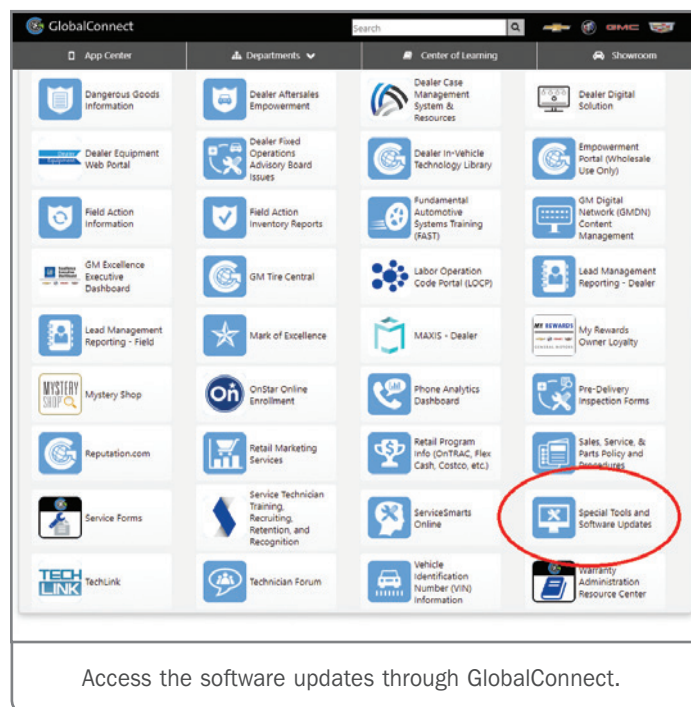 GlobalConnect
Search
GMC
App Center
Departments
Center of Learning
Showroom
Dangerous Goods
Information
Dealer Aftersales
Empowerment
Dealer Case
Management
System &
Resources
Dealer Digital
Solution
Dealer Equipment
Web Portal
Dealer Fixed
Operations
Advisory Board
Issues
Dealer In-Vehicle
Technology Library
Empowerment
Portal (Wholesale
Use Only)
Field Action
Information
Field Action
Inventory Reports
Fundamental
Automotive
Systems Training
(FAST)
GM Digital
Network (GMDN)
Content
Management
GM Excellence
Executive
Dashboard
GM Tire Central
Labor Operation
Code Portal (LOCP)
Lead Management
Reporting - Dealer
Lead Management
Reporting - Field
Mark of Excellence
MAXIS - Dealer
MY REWARDS
My Rewards
Owner Loyalty
MYSTERY
SHOP
Mystery Shop
On
OnStar Online
Enrollment
Phone Analytics
Dashboard
Pre-Delivery
Inspection Forms
Reputation.com
Retail Marketing
Services
Retail Program
Info (OnTRAC, Flex
Cash, Costco, etc.)
Sales, Service, &
Parts Policy and
Procedures
Service Forms
Service Technician
Training,
Recruiting,
Retention, and
Recognition
ServiceSmarts
Online
Special Tools and
Software Updates
TECH
LINK
TechLink
Technician Forum
Vehicle
Identification
Number (VIN)
Information
Warranty
Administration
Resource Center
Access the software updates through GlobalConnect.